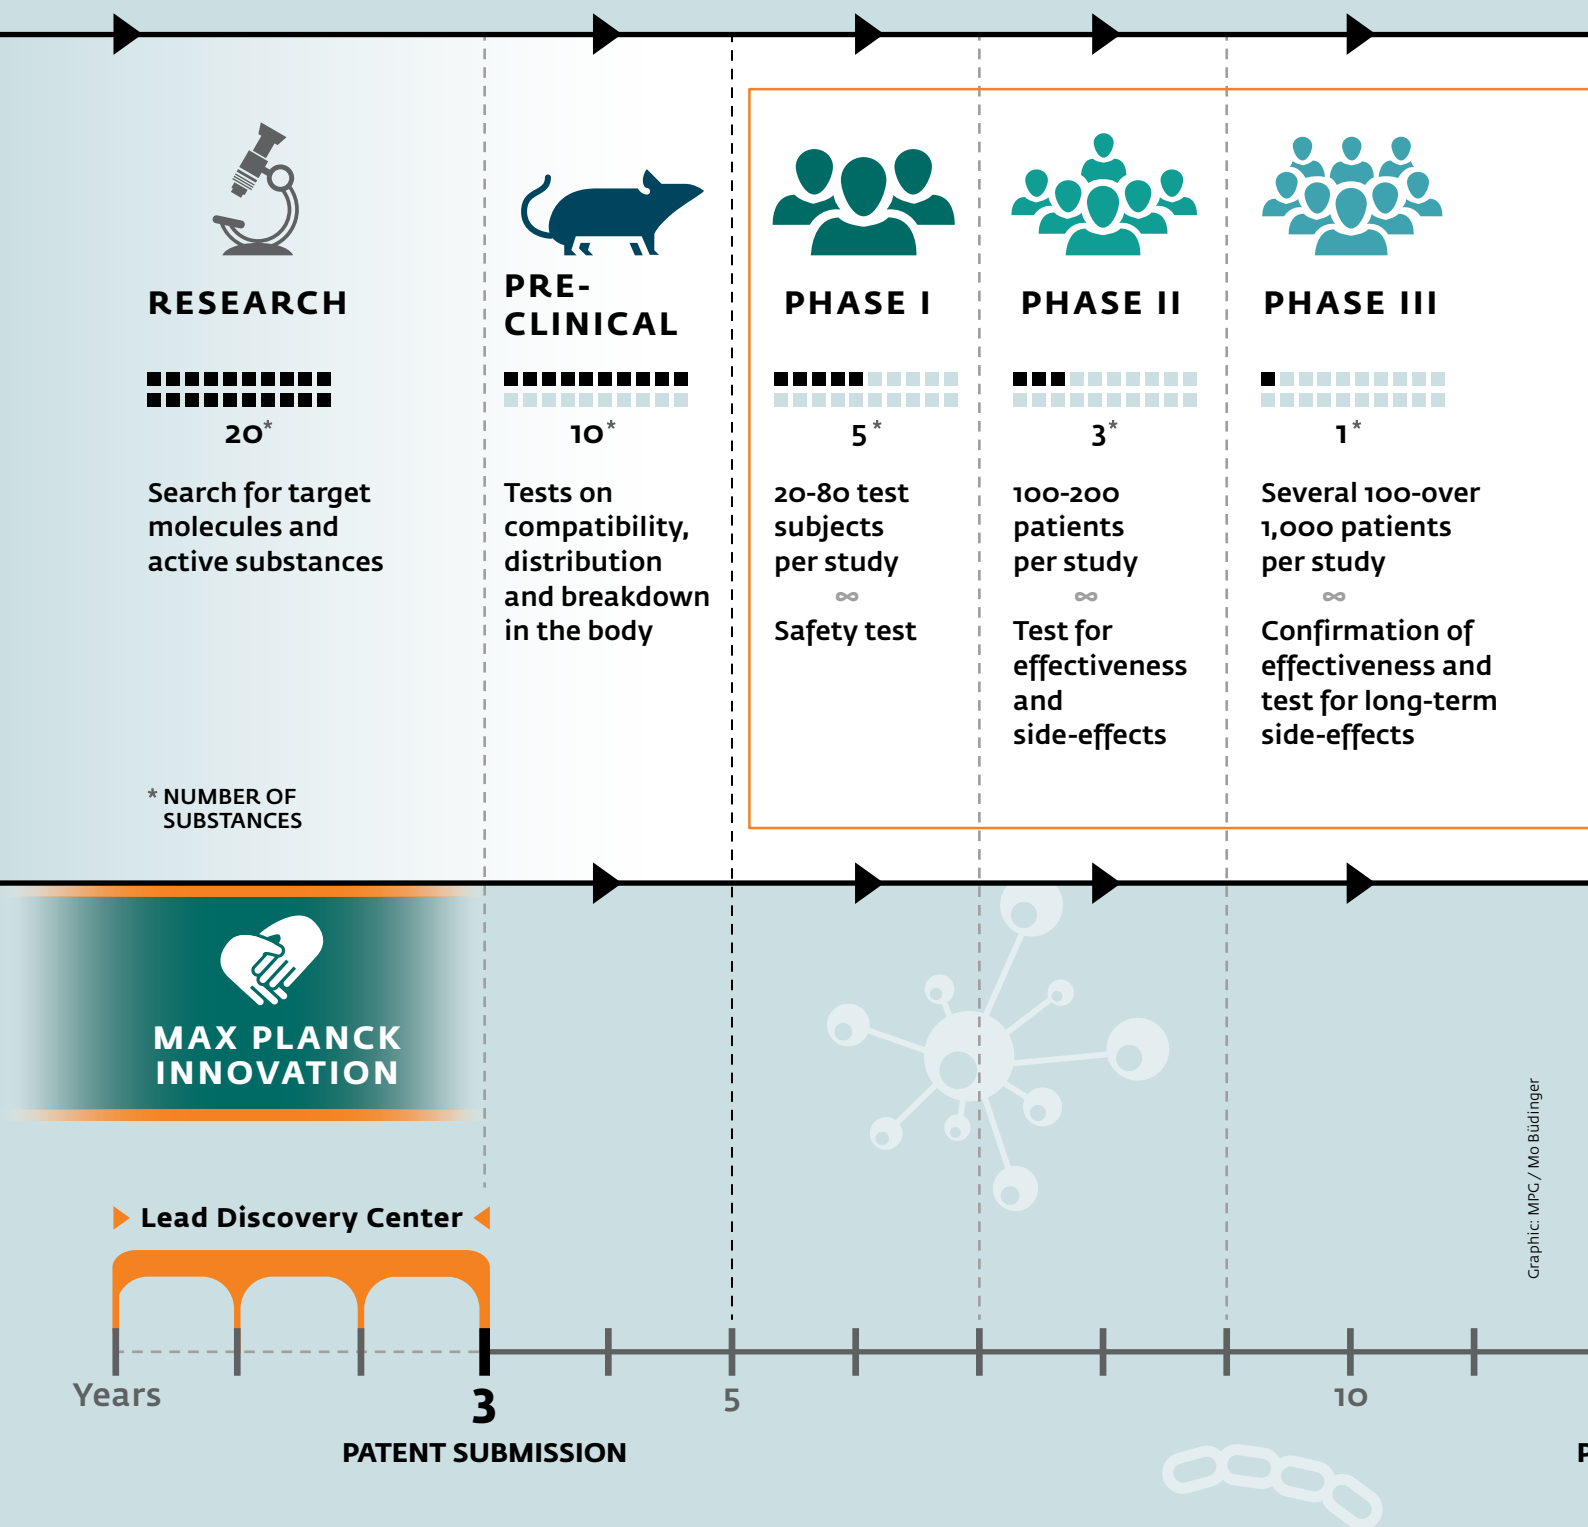 RESEARCH
20*
Search for target
molecules and
active substances
* NUMBER OF
SUBSTANCES
PRE-
CLINICAL
10*
Tests on
compatibility,
distribution
and breakdown
in the body
PHASE I
5*
20-80 test
subjects
per study
∞
Safety test
PHASE II
3*
100-200
patients
per study
∞
Test for
effectiveness
and
side-effects
PHASE III
1*
Several 100-over
1,000 patients
per study
∞
Confirmation of
effectiveness and
test for long-term
side-effects
MAX PLANCK
INNOVATION
Lead Discovery Center
Graphic: MPG / Mo Büdinger
Years
3
5
10
PATENT SUBMISSION